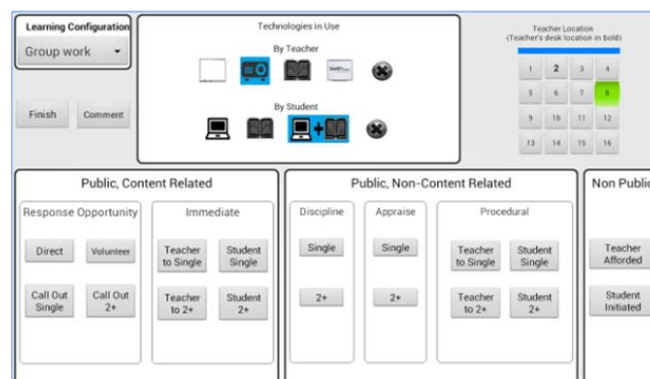 Learning Configuration
Group work
Finish
Comment
Technologies in Use
By Teacher
By Student
+
Teacher Location
(Teacher's desk location in bold)
1 2 3 4
5 6 7 8
9 10 11 12
13 14 15 16
Public, Content Related
Response Opportunity
Direct
Volunteer
Call Out
Single
Call Out
2+
Immediate
Teacher
to Single
Student
Single
Teacher
to 2+
Student
2+
Public, Non-Content Related
Discipline
Single
2+
Appraise
Single
2+
Procedural
Teacher
to Single
Student
Single
Teacher
to 2+
Student
2+
Non Public
Teacher
Afforded
Student
Initiated